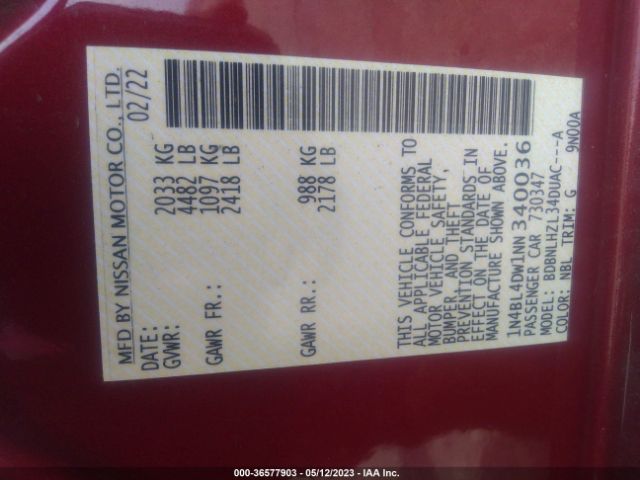 MFD BY NISSAN MOTOR CO., LTD.
DATE: 02/22
GVWR: 2033 KG
4482 LB
GAWR FR.: 1097 KG
2418 LB
GAWR RR.: 988 KG
2178 LB
THIS VEHICLE CONFORMS TO
ALL APPLICABLE FEDERAL
MOTOR VEHICLE SAFETY,
BUMPER, AND THEFT
PREVENTION STANDARDS IN
EFFECT ON THE DATE OF
MANUFACTURE SHOWN ABOVE.
1N4BL4DW1NN340036
PASSENGER CAR 730347
MODEL: BDBNLHZL34DUAC---A
COLOR: NBL TRIM: G 9N00A
000-36577903 - 05/12/2023 - IAA Inc.